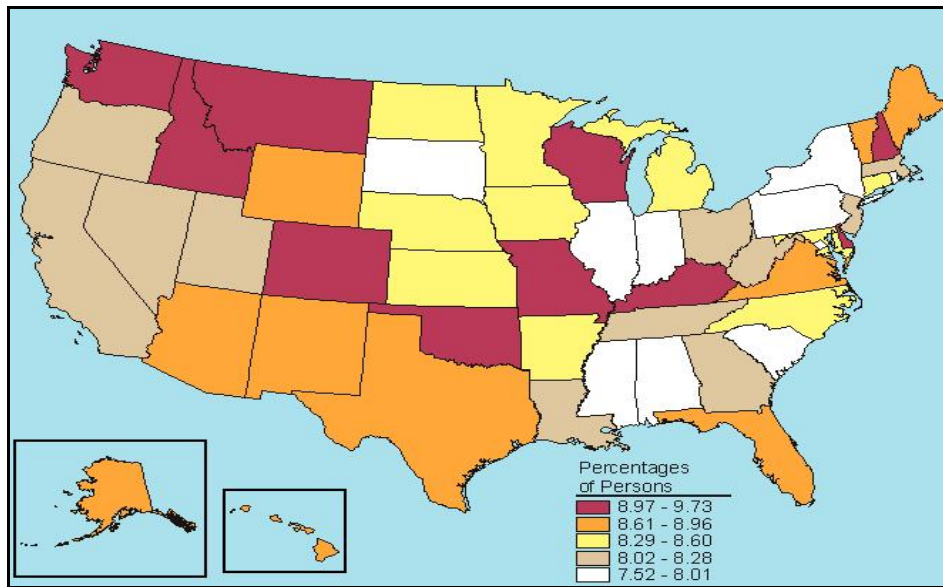 Percentages
of Persons
8.97 - 9.73
8.61 - 8.96
8.29 - 8.60
8.02 - 8.28
7.52 - 8.01